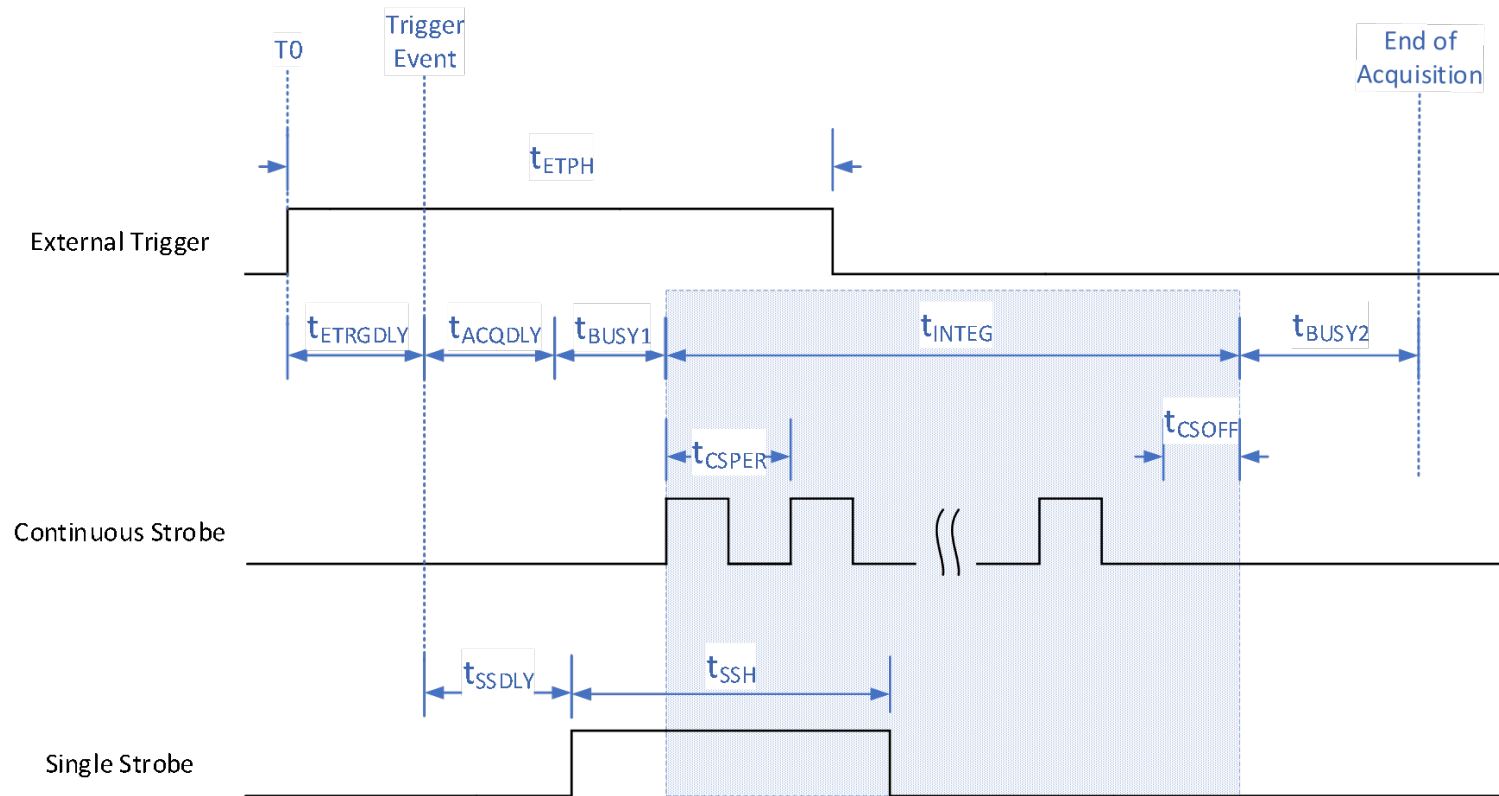 T0
Trigger
Event
End of
Acquisition
tETPH
External Trigger
tETRGDLY
tACQDLY
tBUSY1
tINTEG
tBUSY2
tCSPER
tCSOFF
Continuous Strobe
tSSDLY
tSSH
Single Strobe